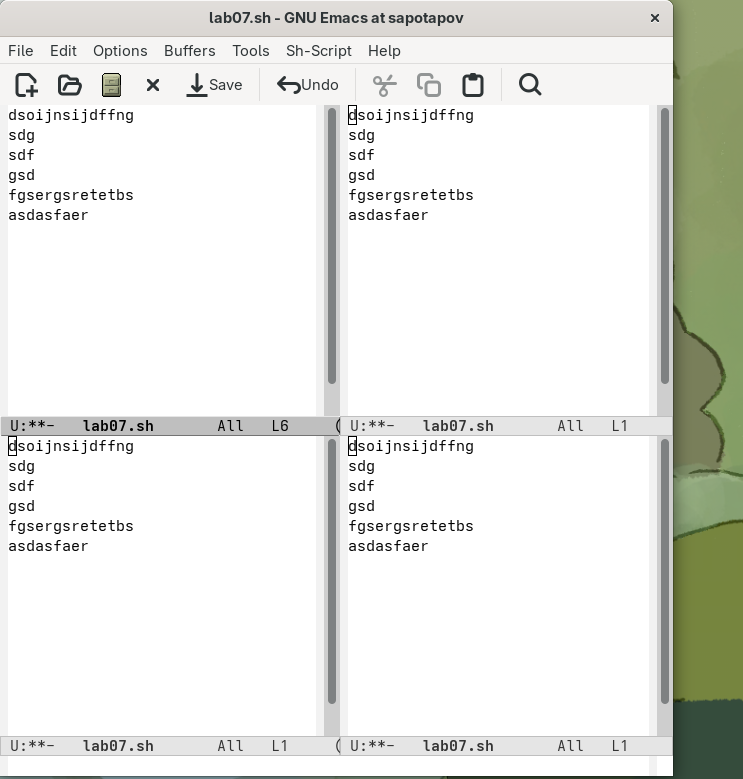 lab07.sh - GNU Emacs at sapotapov
File Edit Options Buffers Tools Sh-Script Help
Save Undo
dsoijnsijdffng
sdg
sdf
gsd
fgsergsretetbs
asdasfaer
U:**- lab07.sh All L6 (
dsoijnsijdffng
sdg
sdf
gsd
fgsergsretetbs
asdasfaer
U:**- lab07.sh All L1
dsoijnsijdffng
sdg
sdf
gsd
fgsergsretetbs
asdasfaer
U:**- lab07.sh All L1 (
dsoijnsijdffng
sdg
sdf
gsd
fgsergsretetbs
asdasfaer
U:**- lab07.sh All L1